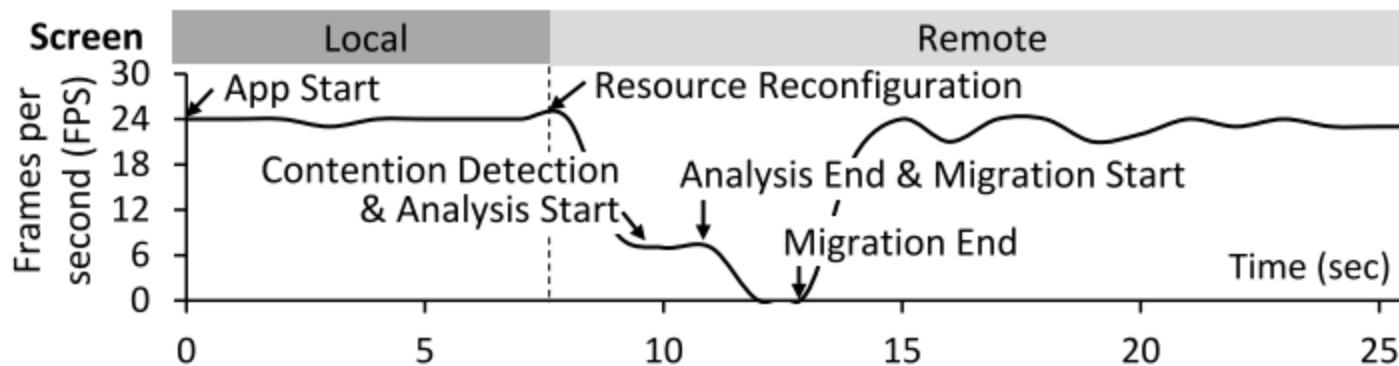 Screen
Local
Remote
Frames per
second (FPS)
30
24
18
12
6
0
App Start
Resource Reconfiguration
Contention Detection
& Analysis Start
Analysis End & Migration Start
Migration End
Time (sec)
0 5 10 15 20 25